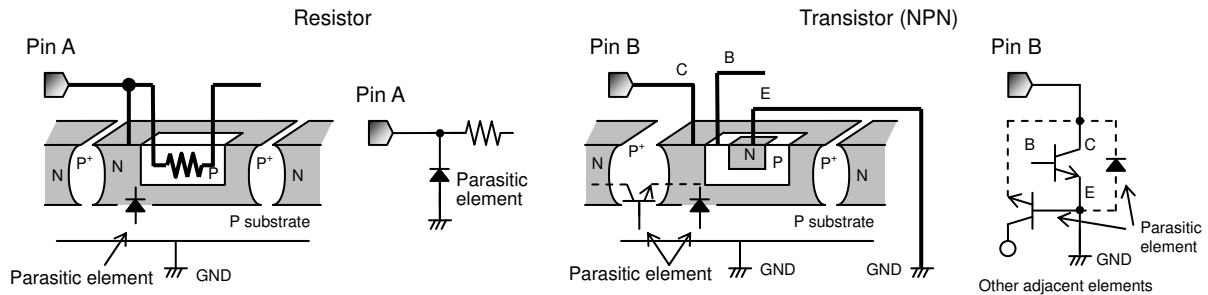 Resistor
Transistor (NPN)
Pin A
Pin B
Pin B
C
B
E
Pin A
B
C
E
N
P+
N
P
P+
N
Parasitic
element
N
P+
N
N
P
P+
N
P substrate
P substrate
Parasitic
element
Parasitic element
GND
Parasitic element
GND
GND
GND
Other adjacent elements